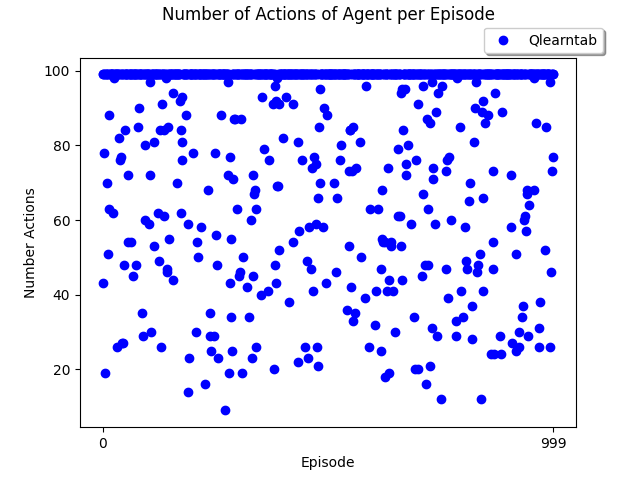 Number of Actions of Agent per Episode
Qlearntab
100
80
60
40
20
Number Actions
0
999
Episode